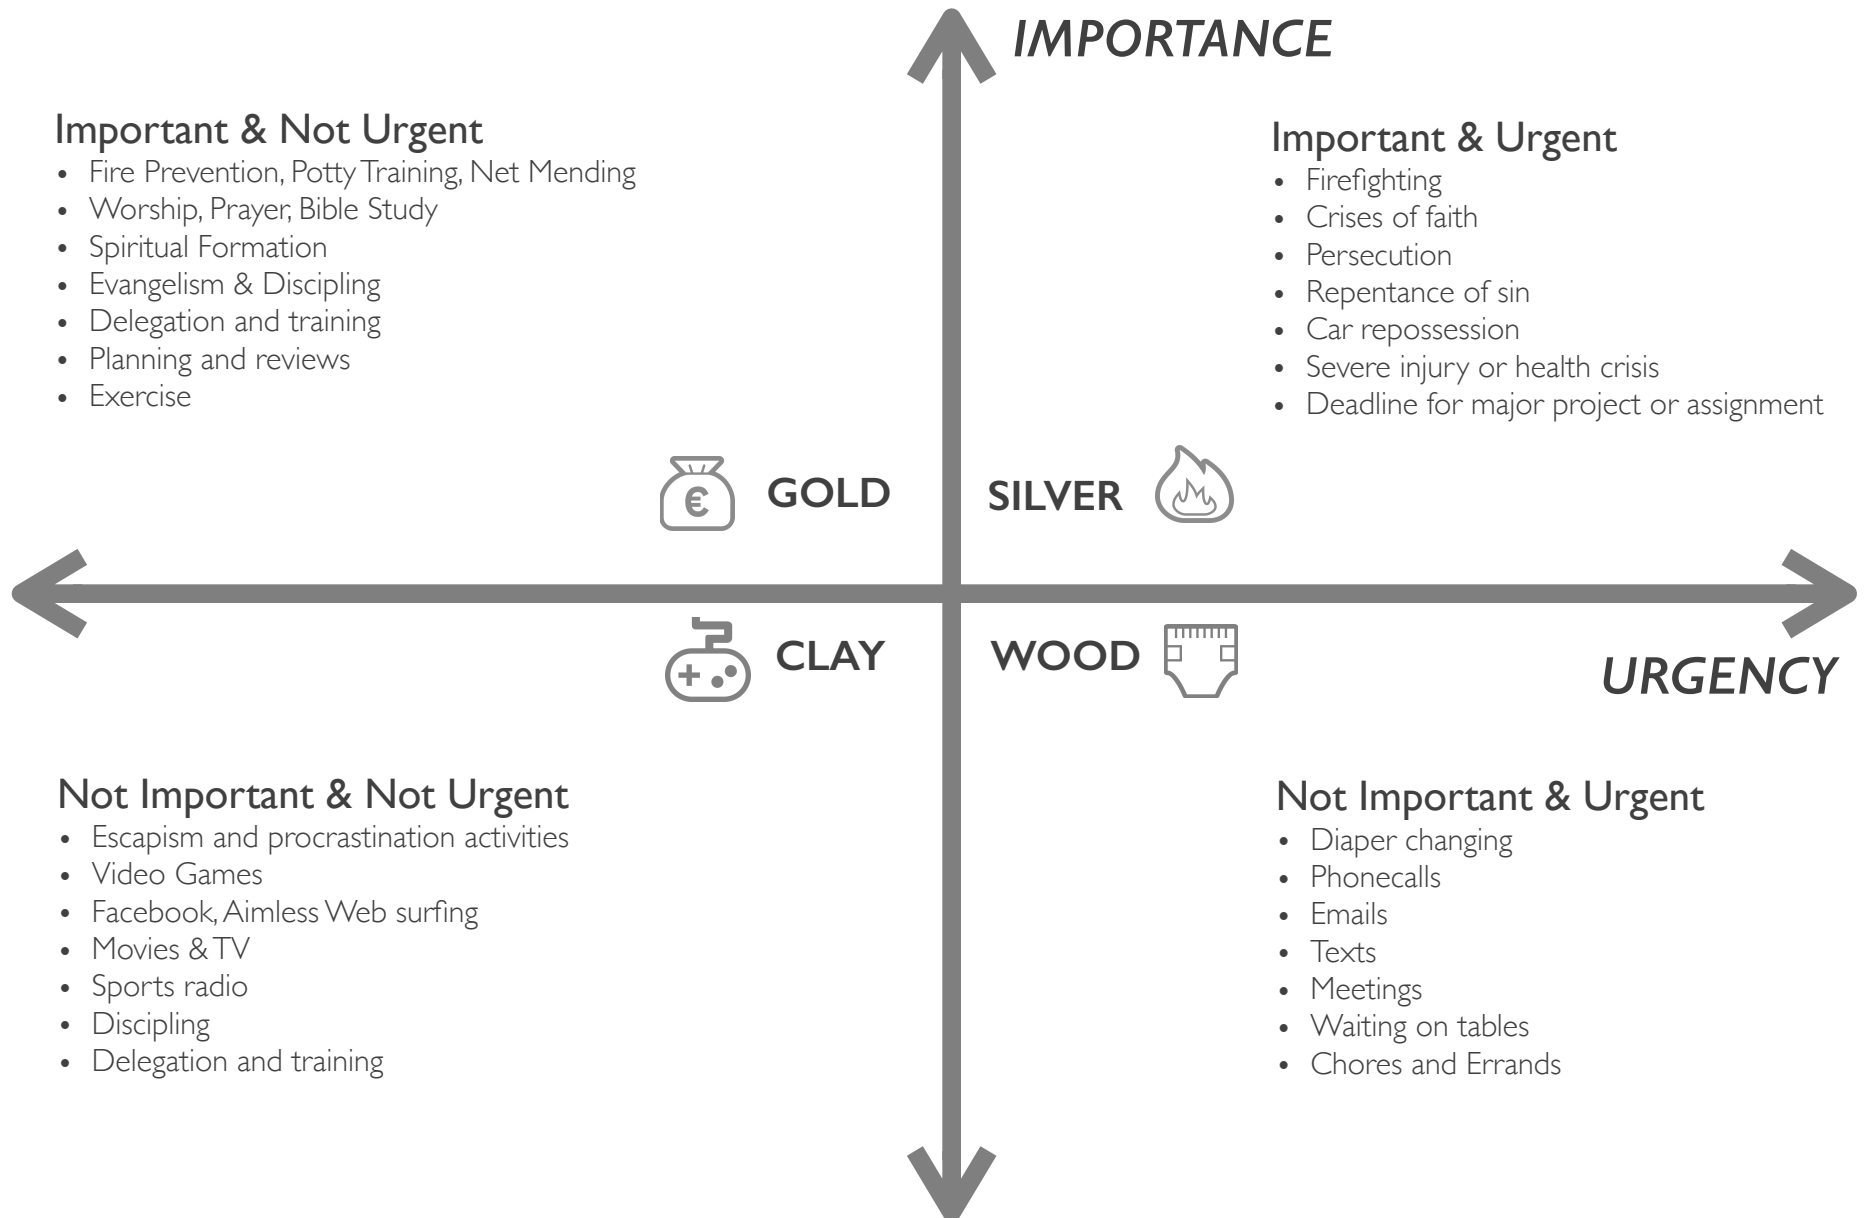 IMPORTANCE
Important & Not Urgent
• Fire Prevention, Potty Training, Net Mending
• Worship, Prayer, Bible Study
• Spiritual Formation
• Evangelism & Discipling
• Delegation and training
• Planning and reviews
• Exercise
Important & Urgent
• Firefighting
• Crises of faith
• Persecution
• Repentance of sin
• Car repossession
• Severe injury or health crisis
• Deadline for major project or assignment
€
GOLD
SILVER
CLAY
WOOD
URGENCY
Not Important & Not Urgent
• Escapism and procrastination activities
• Video Games
• Facebook, Aimless Web surfing
• Movies & TV
• Sports radio
• Discipling
• Delegation and training
Not Important & Urgent
• Diaper changing
• Phonecalls
• Emails
• Texts
• Meetings
• Waiting on tables
• Chores and Errands